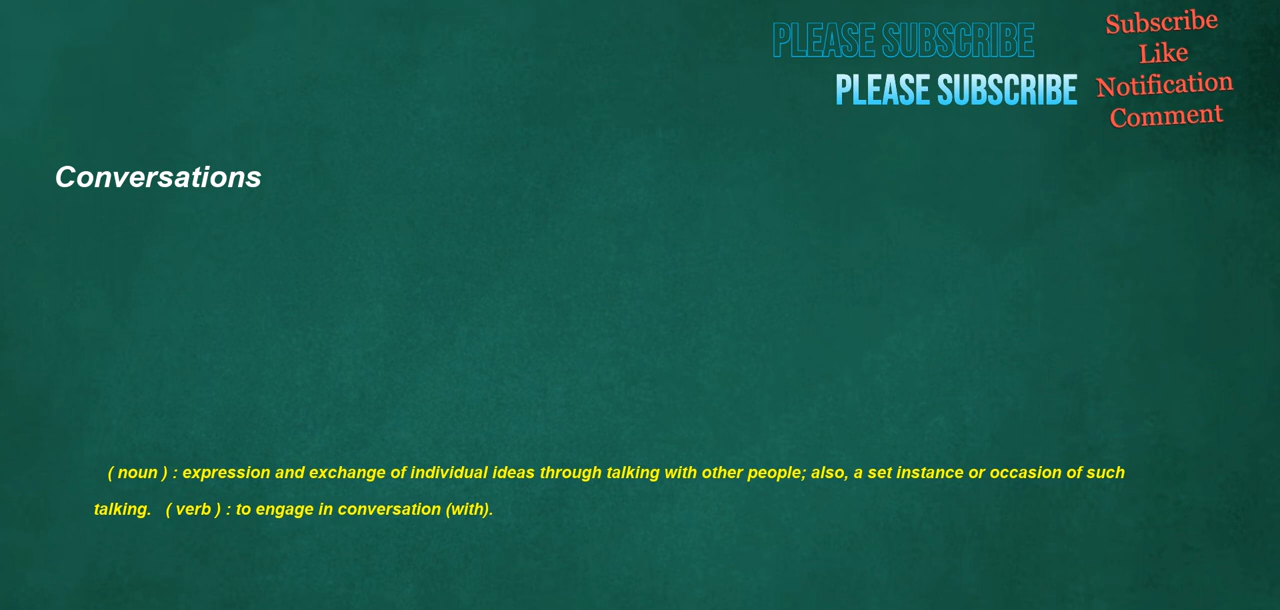 PLEASE SUBSCRIBE
PLEASE SUBSCRIBE
Subscribe
Like
Notification
Comment
Conversations
( noun ) : expression and exchange of individual ideas through talking with other people; also, a set instance or occasion of such
talking. ( verb ) : to engage in conversation (with).